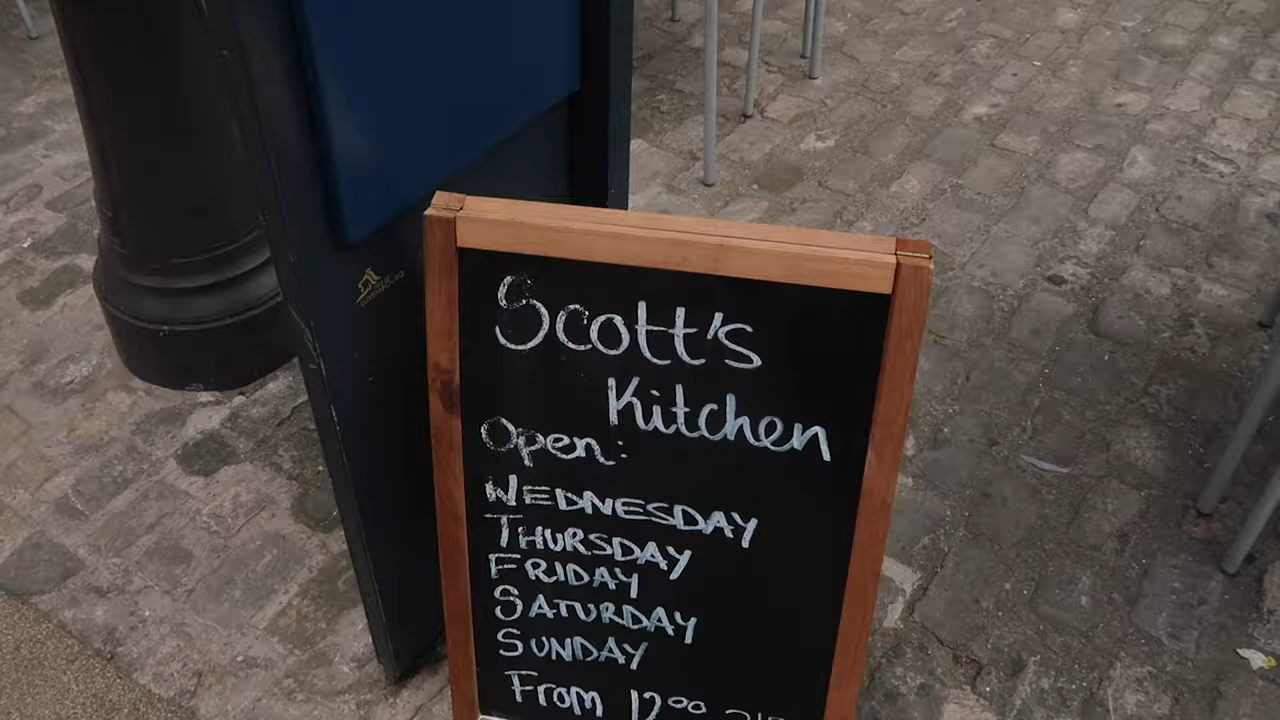 Scott's
Kitchen
Open:
WEDNESDAY
THURSDAY
FRIDAY
SATURDAY
SUNDAY
From 1200